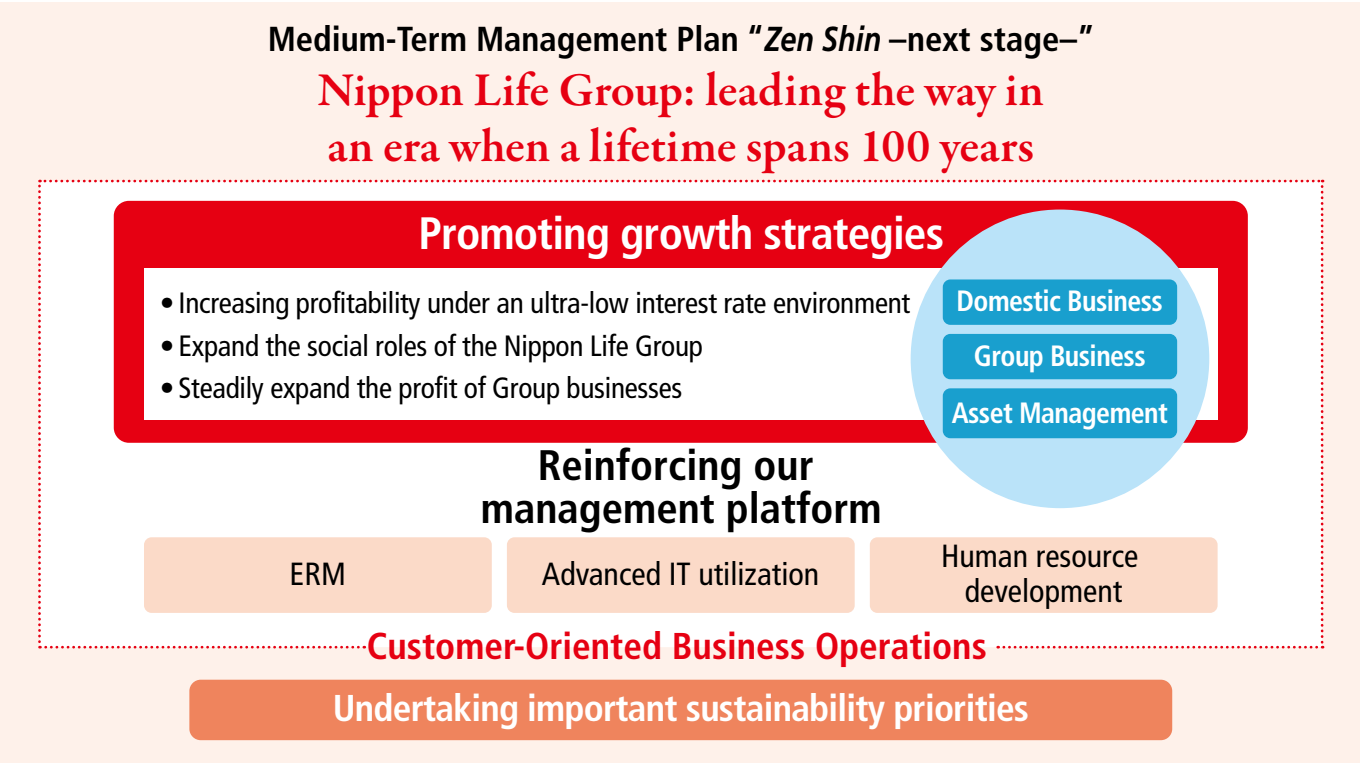 Medium-Term Management Plan “Zen Shin –next stage–”
Nippon Life Group: leading the way in
an era when a lifetime spans 100 years
Promoting growth strategies
• Increasing profitability under an ultra-low interest rate environment
• Expand the social roles of the Nippon Life Group
• Steadily expand the profit of Group businesses
Domestic Business
Group Business
Asset Management
Reinforcing our
management platform
ERM
Advanced IT utilization
Human resource
development
Customer-Oriented Business Operations
Undertaking important sustainability priorities